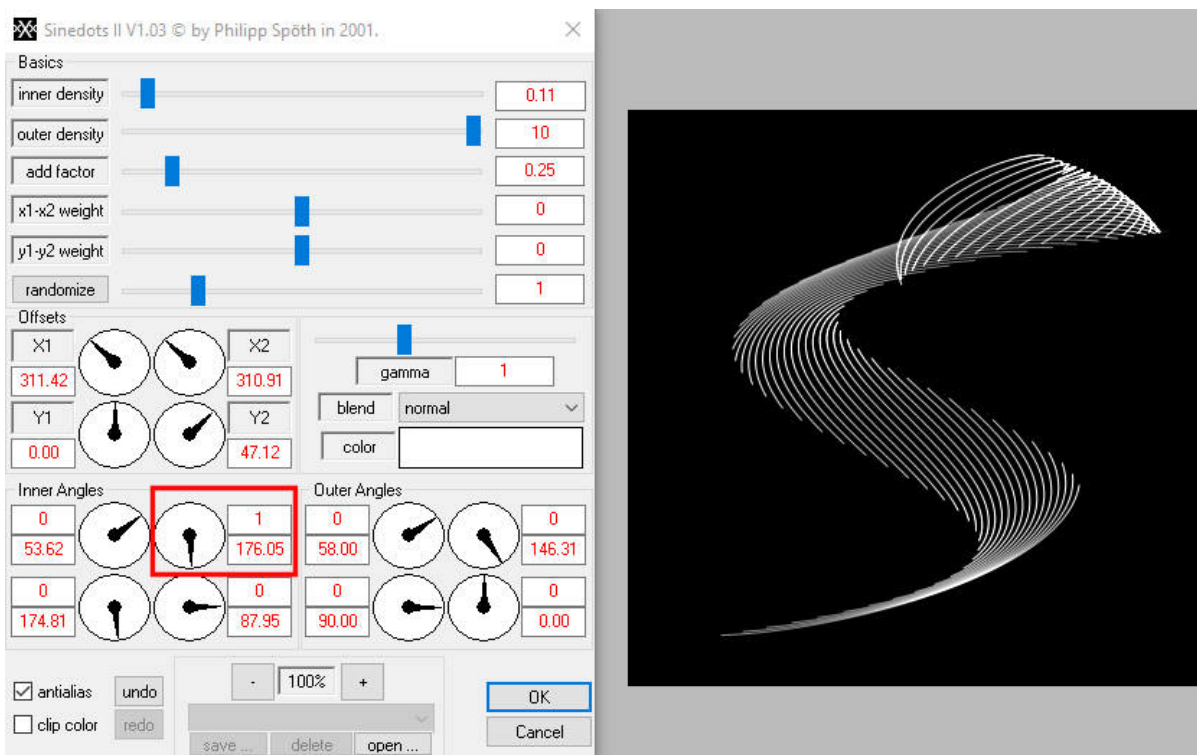 Sinedots II V1.03 © by Philipp Spöth in 2001.
Basics
inner density 0.11
outer density 10
add factor 0.25
x1-x2 weight 0
y1-y2 weight 0
randomize 1
Offsets
X1 X2
311.42 310.91
Y1 Y2
0.00 47.12
gamma 1
blend normal
color
Inner Angles
0 1
53.62 176.05
0 0
174.81 87.95
Outer Angles
0 0
58.00 146.31
0 0
90.00 0.00
antialias undo
clip color redo
- 100% +
save ... delete open ...
OK
Cancel